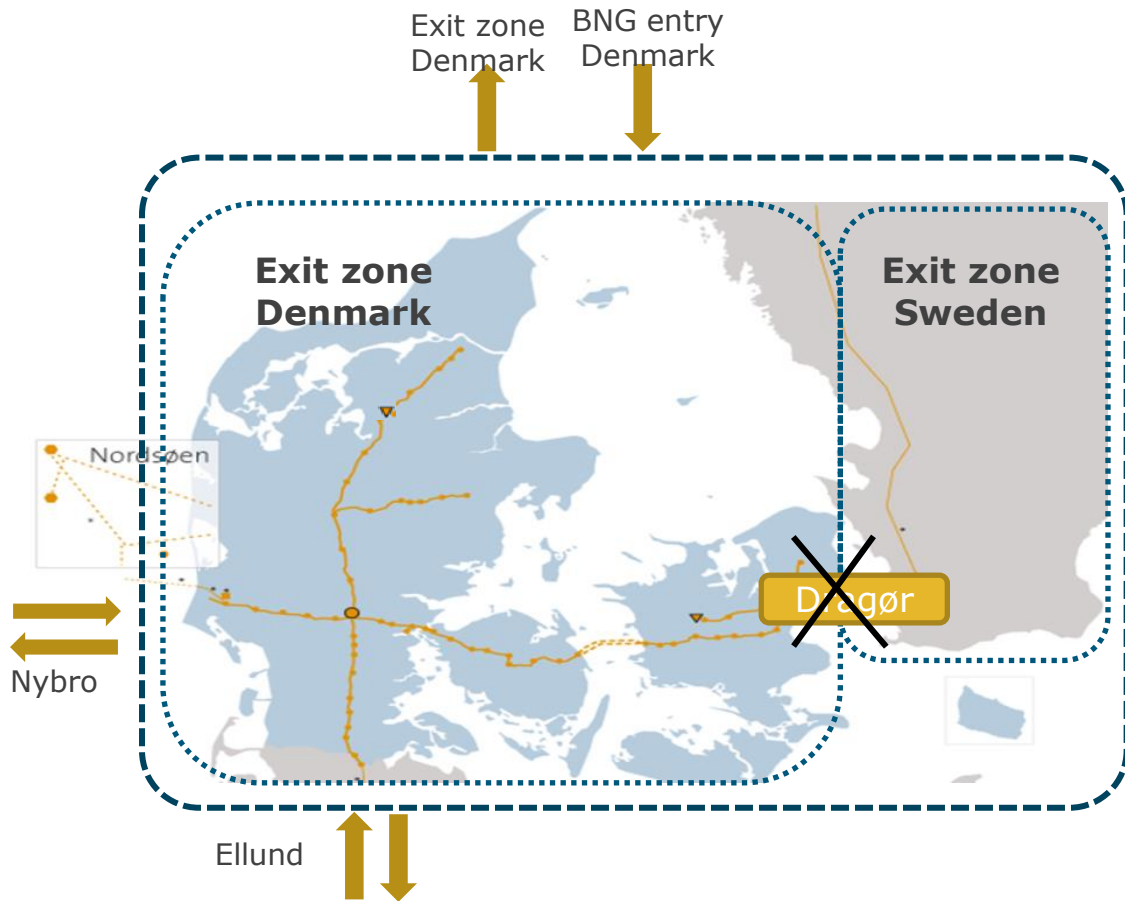 Exit zone
Denmark
BNG entry
Denmark
Exit zone
Denmark
Exit zone
Sweden
Nordsøen
Dragør
Nybro
Ellund